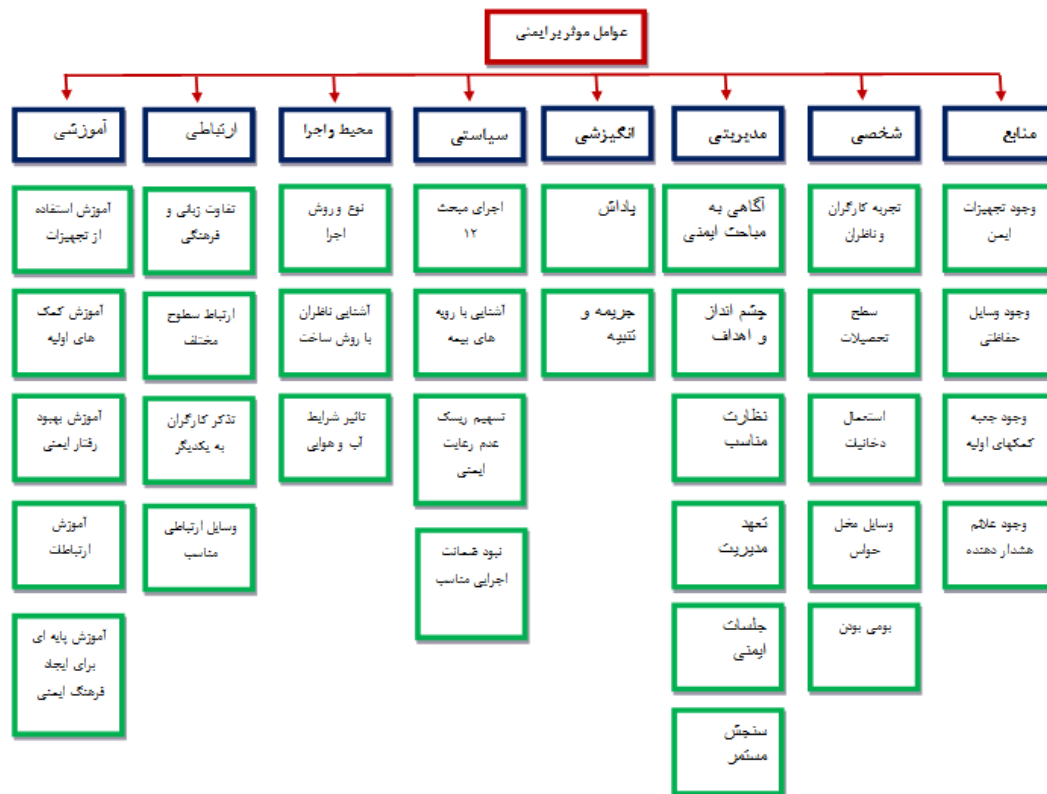 عوامل موثر بر ایمنی
منابع
شخصی
مدیریتی
انگیزشی
سیاستی
محیط و اجرا
ارتباطی
آموزشی
وجود تجهیزات
ایمن
وجود وسایل
حفاظتی
وجود جعبه
کمکهای اولیه
وجود علائم
هشدار دهنده
تجربه کارگران
و ناظران
سطح
تحصیلات
استعمال
دخانیات
وسایل مخل
حواس
بومی بودن
آگاهی به
مباحث ایمنی
چشم انداز
و اهداف
نظارت
مناسب
تعهد
مدیریت
جلسات
ایمنی
سنجش
مستمر
پاداش
جریمه و
تنبیه
اجرای مبحث
۱۲
آشنایی با رویه
های بیمه
تسهیم ریسک
عدم رعایت
ایمنی
نبود ضمانت
اجرایی مناسب
نوع و روش
اجرا
آشنایی ناظران
با روش ساخت
تاثیر شرایط
آب و هوایی
تفاوت زبانی و
فرهنگی
ارتباط سطوح
مختلف
تذکر کارگران
به یکدیگر
وسایل ارتباطی
مناسب
آموزش استفاده
از تجهیزات
آموزش کمک
های اولیه
آموزش بهبود
رفتار ایمنی
آموزش
ارتباطات
آموزش پایه ای
برای ایجاد
فرهنگ ایمنی